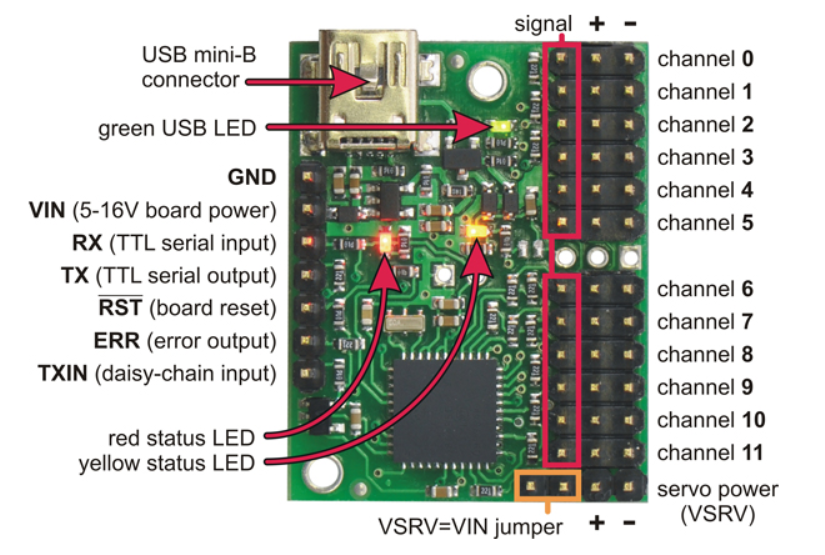 signal + -
USB mini-B
connector
green USB LED
GND
VIN (5-16V board power)
RX (TTL serial input)
TX (TTL serial output)
RST (board reset)
ERR (error output)
TXIN (daisy-chain input)
red status LED
yellow status LED
channel 0
channel 1
channel 2
channel 3
channel 4
channel 5
channel 6
channel 7
channel 8
channel 9
channel 10
channel 11
servo power
(VSRV)
VSRV=VIN jumper + -